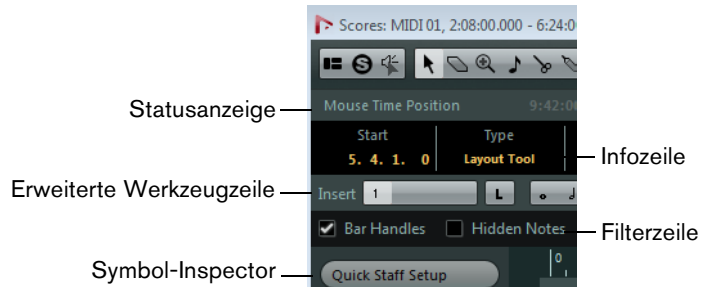 Scores: MIDI 01, 2:08:00.000 - 6:24:0
Statusanzeige
Mouse Time Position 9:42:00
Start Type
5. 4. 1. 0 Layout Tool
Infozeile
Erweiterte Werkzeugzeile
Insert 1 L
Bar Handles Hidden Notes
Filterzeile
Symbol-Inspector
Quick Staff Setup 0